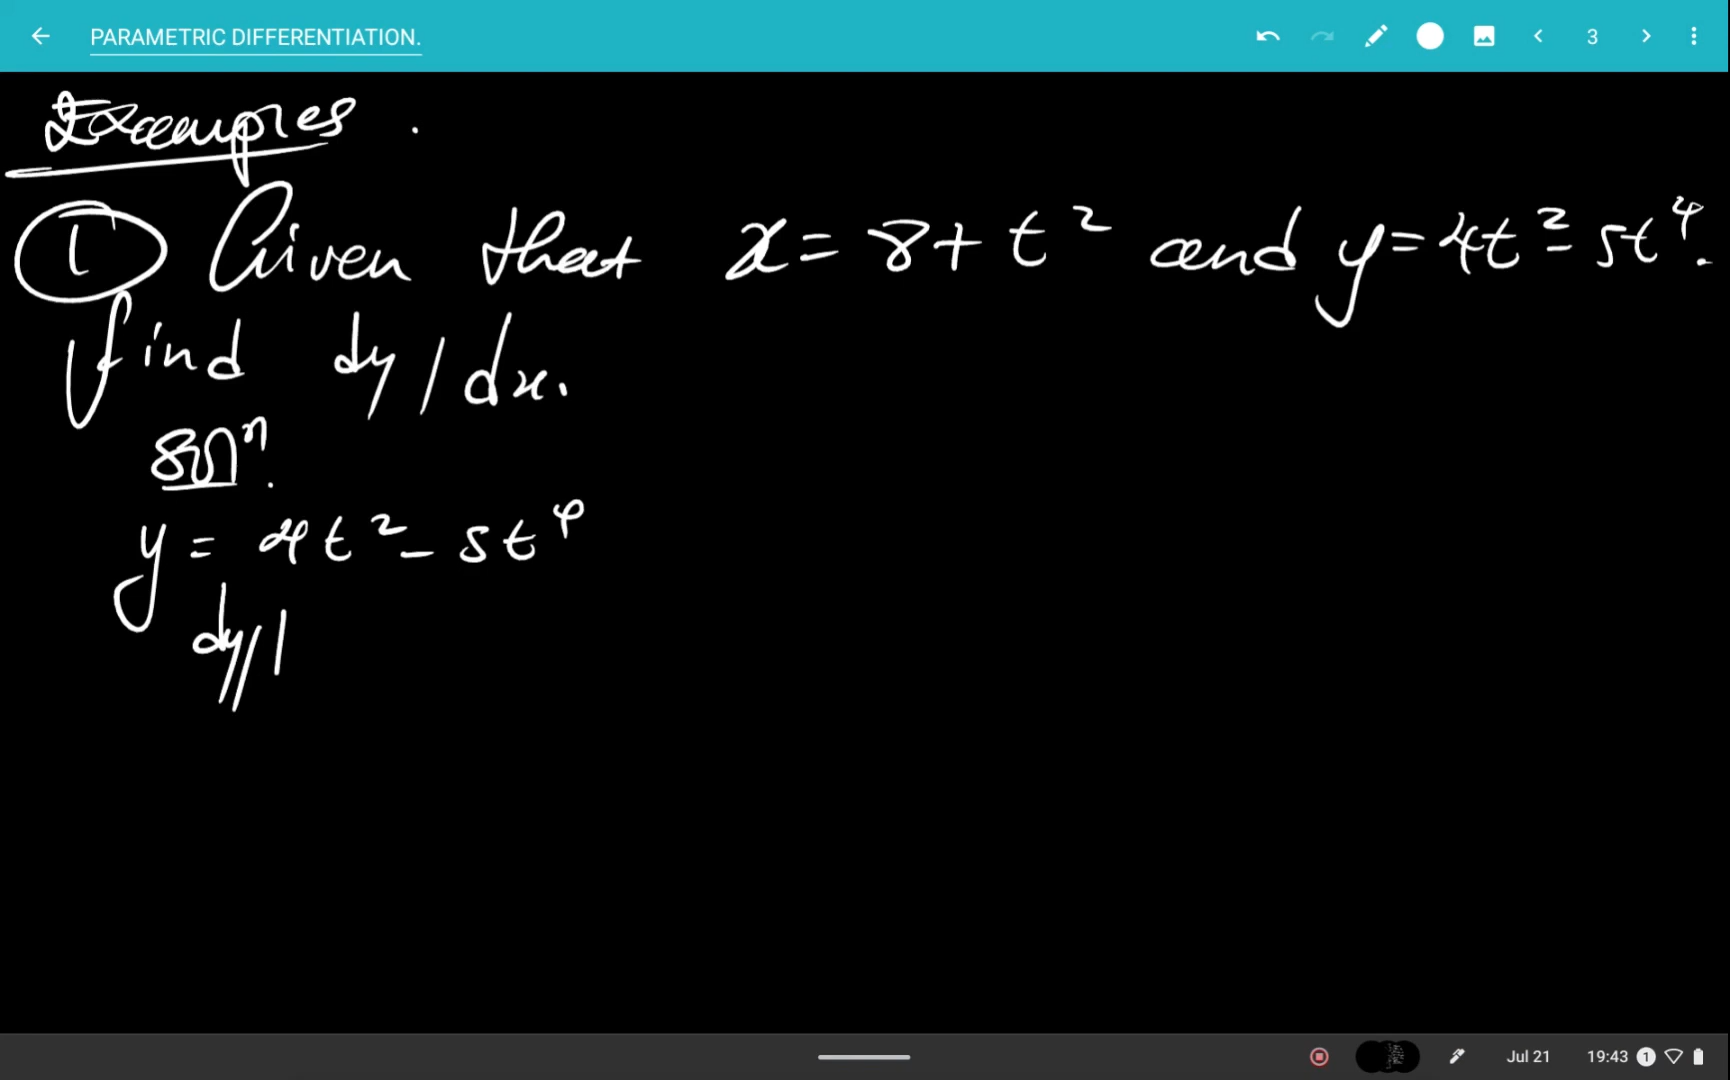 PARAMETRIC DIFFERENTIATION.
3
Examples.
① Given that x = 8 + t² and y = 4t² - 5t⁴.
find dy/dx.
solⁿ.
y = 4t² - 5t⁴
dy/
Jul 21 19:43 1